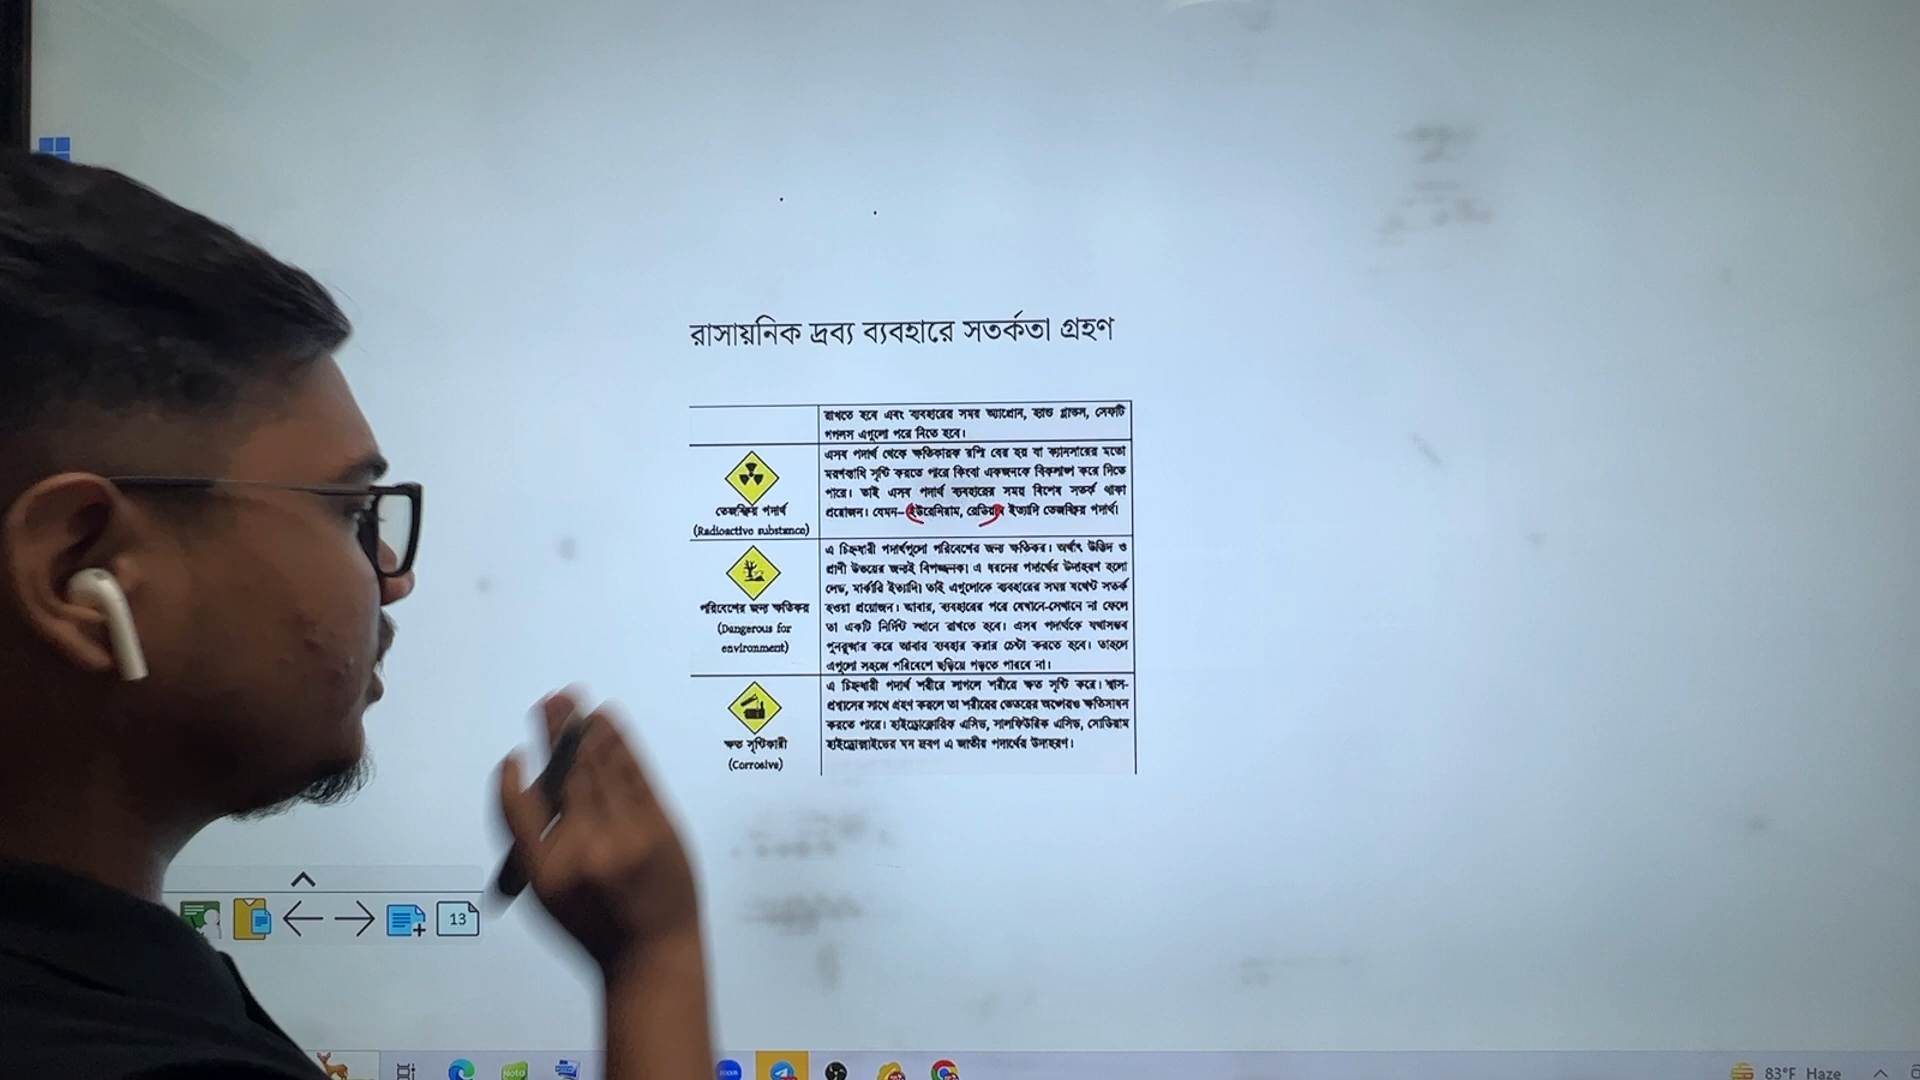 রাসায়নিক দ্রব্য ব্যবহারে সতর্কতা গ্রহণ
রাখতে হবে এবং ব্যবহারের সময় অ্যাপ্রোন, হ্যান্ড গ্লাভস, সেফটি
গগলস এগুলো পরে নিতে হবে।
তেজস্ক্রিয় পদার্থ
(Radioactive substance)
এসব পদার্থ থেকে ক্ষতিকারক রশ্মি বের হয় যা ক্যানসারের মতো
মরণব্যাধি সৃষ্টি করতে পারে কিংবা একজনকে বিকলাঙ্গ করে দিতে
পারে। তাই এসব পদার্থ ব্যবহারের সময় বিশেষ সতর্ক থাকা
প্রয়োজন। যেমন– ইউরেনিয়াম, রেডিয়াম ইত্যাদি তেজস্ক্রিয় পদার্থ।
পরিবেশের জন্য ক্ষতিকর
(Dangerous for
environment)
এ চিহ্নধারী পদার্থগুলো পরিবেশের জন্য ক্ষতিকর। অর্থাৎ উদ্ভিদ ও
প্রাণী উভয়ের জন্যই বিপজ্জনক। এ ধরনের পদার্থের উদাহরণ হলো
লেড, মার্কারি ইত্যাদি। তাই এগুলোকে ব্যবহারের সময় যথেষ্ট সতর্ক
হওয়া প্রয়োজন। আবার, ব্যবহারের পরে যেখানে-সেখানে না ফেলে
তা একটি নির্দিষ্ট স্থানে রাখতে হবে। এসব পদার্থকে যথাসম্ভব
পুনরুদ্ধার করে আবার ব্যবহার করার চেষ্টা করতে হবে। তাহলে
এগুলো সহজে পরিবেশে ছড়িয়ে পড়তে পারবে না।
ক্ষত সৃষ্টিকারী
(Corrosive)
এ চিহ্নধারী পদার্থ শরীরে লাগলে শরীরে ক্ষত সৃষ্টি করে। শ্বাস-
প্রশ্বাসের সাথে গ্রহণ করলে তা শরীরের ভেতরের অঙ্গেরও ক্ষতিসাধন
করতে পারে। হাইড্রোক্লোরিক এসিড, সালফিউরিক এসিড, সোডিয়াম
হাইড্রোক্সাইডের ঘন দ্রবণ এ জাতীয় পদার্থের উদাহরণ।
13
zoom
83°F Haze